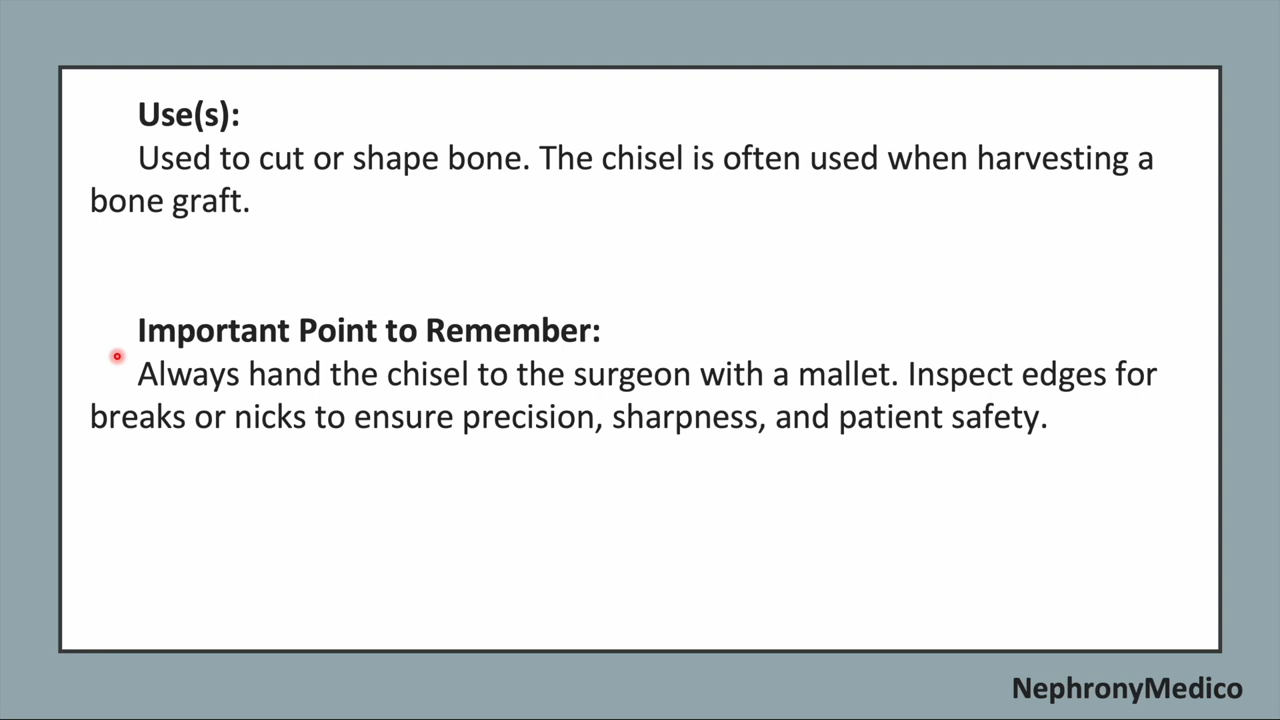 Use(s):
Used to cut or shape bone. The chisel is often used when harvesting a
bone graft.
Important Point to Remember:
Always hand the chisel to the surgeon with a mallet. Inspect edges for
breaks or nicks to ensure precision, sharpness, and patient safety.
NephronyMedico